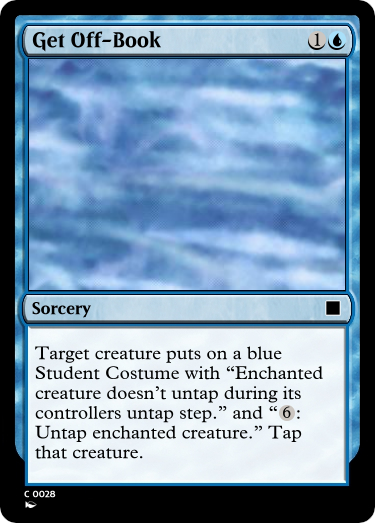 Get Off-Book 1
Sorcery
Target creature puts on a blue
Student Costume with “Enchanted
creature doesn’t untap during its
controllers untap step.” and “6:
Untap enchanted creature.” Tap
that creature.
C 0028